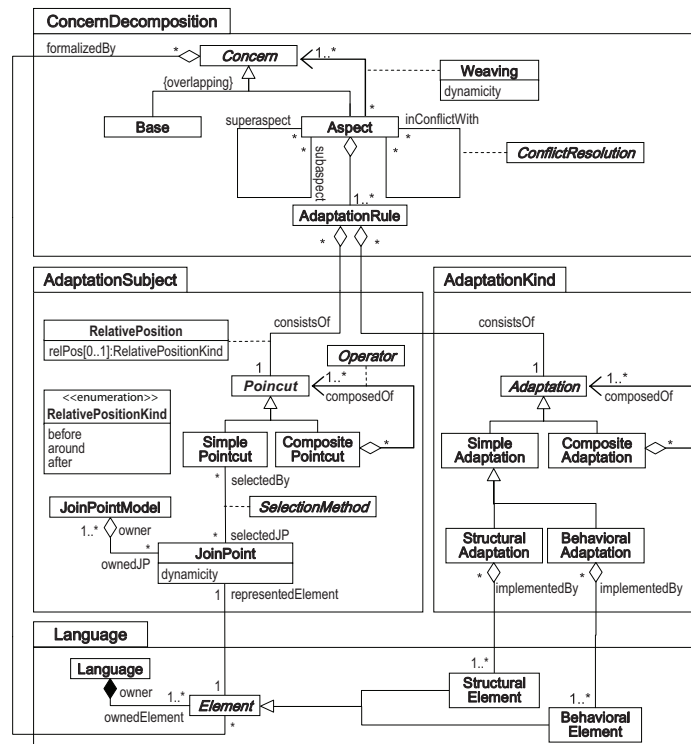 ConcernDecomposition
formalizedBy
*
Concern
1..*
{overlapping}
Weaving
dynamicity
*
Base
superaspect
Aspect
inConflictWith
*
*
*
*
subaspect
ConflictResolution
1..*
AdaptationRule
*
*
AdaptationSubject
AdaptationKind
consistsOf
consistsOf
RelativePosition
relPos[0..1]:RelativePositionKind
Operator
1
1
Poincut
1..*
composedOf
Adaptation
1..*
composedOf
<<enumeration>>
RelativePositionKind
before
around
after
Simple
Pointcut
Composite
Pointcut
*
Simple
Adaptation
Composite
Adaptation
*
*
selectedBy
JoinPointModel
SelectionMethod
1..*
owner
*
selectedJP
*
ownedJP
JoinPoint
dynamicity
Structural
Adaptation
Behavioral
Adaptation
*
implementedBy
*
implementedBy
1
representedElement
Language
Language
owner
1..*
ownedElement
1
Element
*
1..*
Structural
Element
1..*
Behavioral
Element